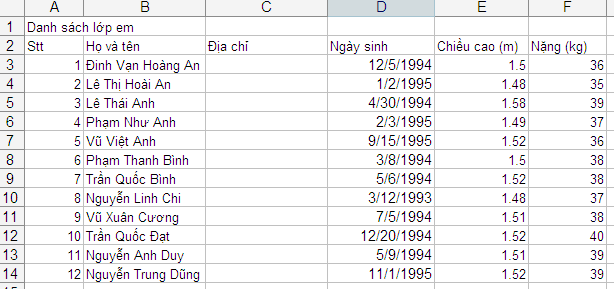 A B C D E F
1 Danh sách lớp em
2 Stt Họ và tên Địa chỉ Ngày sinh Chiều cao (m) Nặng (kg)
3 1 Đinh Vạn Hoàng An 12/5/1994 1.5 36
4 2 Lê Thị Hoài An 1/2/1995 1.48 35
5 3 Lê Thái Anh 4/30/1994 1.58 39
6 4 Phạm Như Anh 2/3/1995 1.49 37
7 5 Vũ Việt Anh 9/15/1995 1.52 36
8 6 Phạm Thanh Bình 3/8/1994 1.5 38
9 7 Trần Quốc Bình 5/6/1994 1.52 38
10 8 Nguyễn Linh Chi 3/12/1993 1.48 37
11 9 Vũ Xuân Cương 7/5/1994 1.51 38
12 10 Trần Quốc Đạt 12/20/1994 1.52 40
13 11 Nguyễn Anh Duy 5/9/1994 1.51 39
14 12 Nguyễn Trung Dũng 11/1/1995 1.52 39